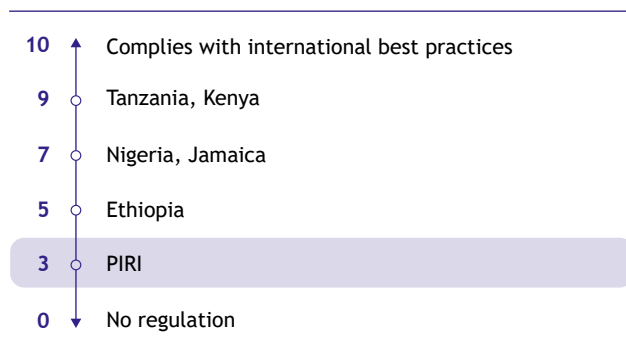 10 Complies with international best practices
9 Tanzania, Kenya
7 Nigeria, Jamaica
5 Ethiopia
3 PIRI
0 No regulation